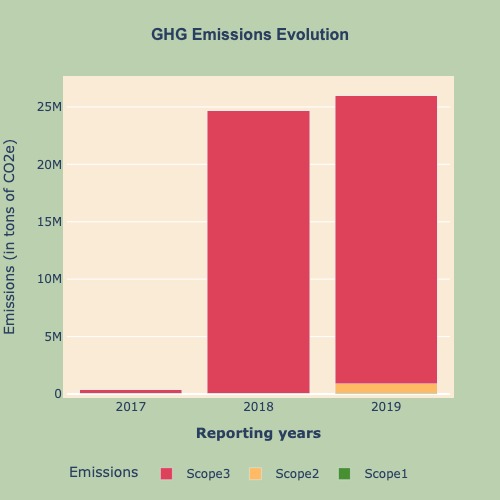 GHG Emissions Evolution
Emissions (in tons of CO2e)
25M
20M
15M
10M
5M
0
2017 2018 2019
Reporting years
Emissions Scope3 Scope2 Scope1